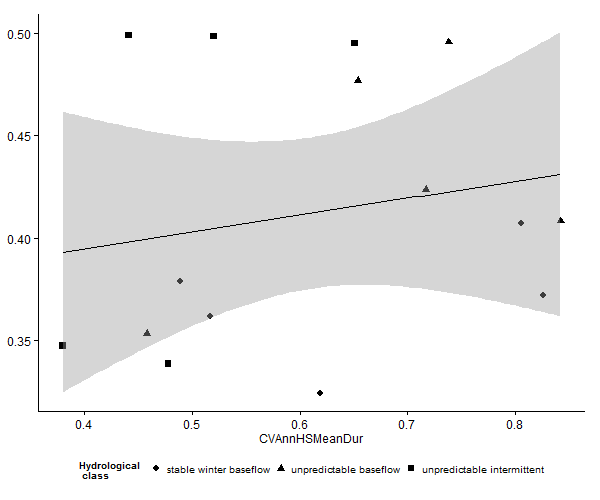 0.50
0.45
0.40
0.35
0.4 0.5 0.6 0.7 0.8
CVAnnHSMeanDur
Hydrological
class
stable winter baseflow unpredictable baseflow unpredictable intermittent